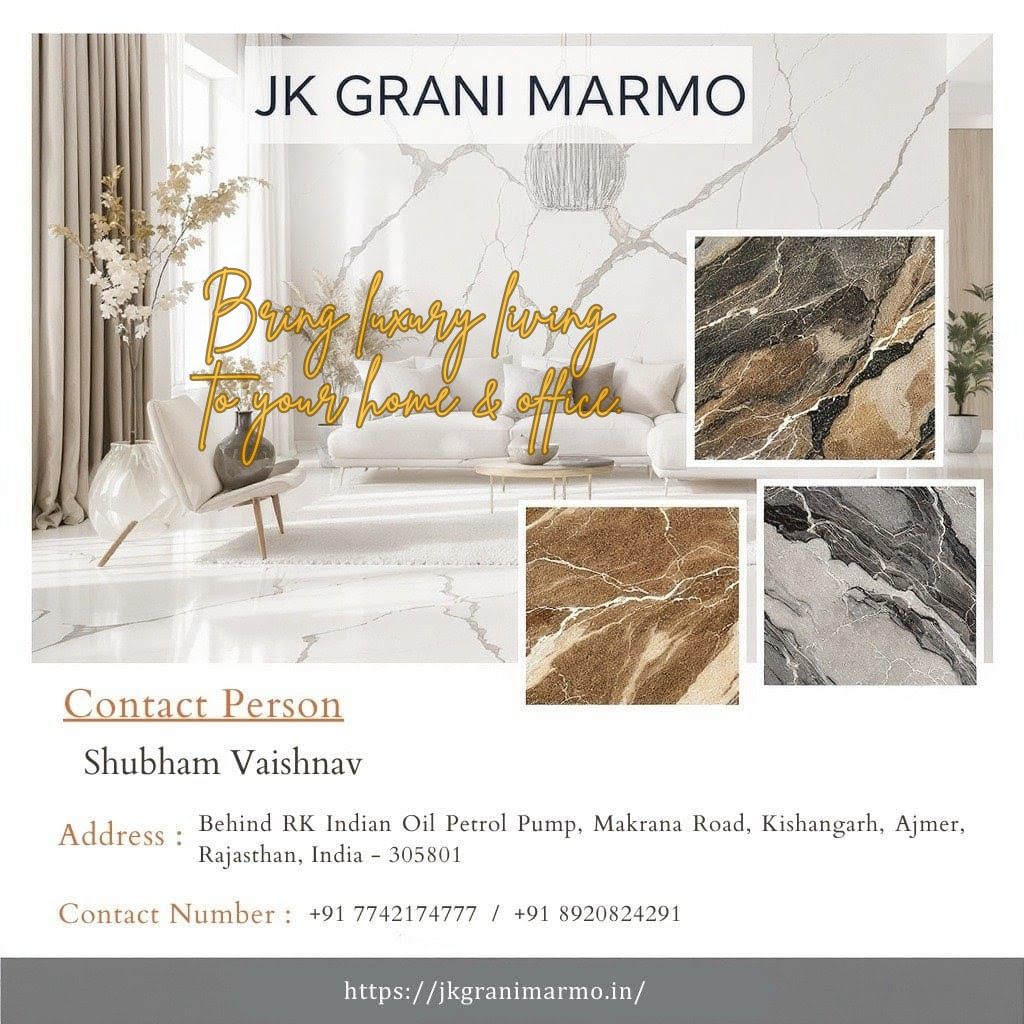 JK GRANI MARMO
Bring luxury living
to your home & office.
Contact Person
Shubham Vaishnav
Address : Behind RK Indian Oil Petrol Pump, Makrana Road, Kishangarh, Ajmer,
Rajasthan, India - 305801
Contact Number : +91 7742174777 / +91 8920824291
https://jkgranimarmo.in/